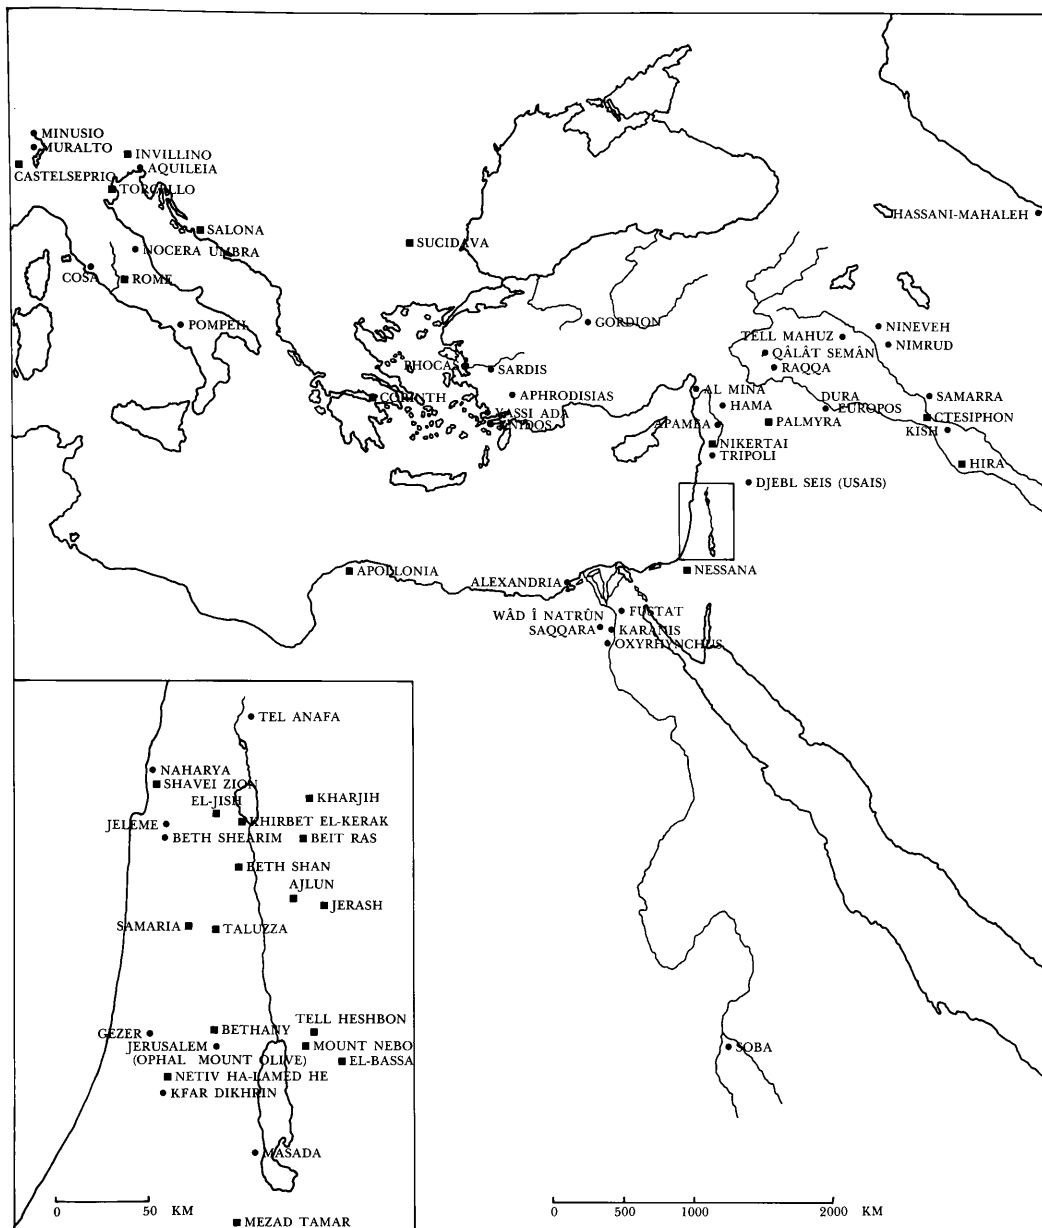 MINUSIO
MURALTO
INVILLINO
CASTELSEPRIO
AQUILEIA
TORCELLO
HASSANI-MAHALEH
SALONA
SUCIDAVA
NOCERA UMBRA
COSA
ROME
POMPEII
GORDION
NINEVEH
TELL MAHUZ
NIMRUD
QÂLÂT SEMÂN
PHOCAS
SARDIS
RAQQA
AL MINA
CORINTH
APHRODISIAS
DURA
SAMARRA
HAMA
EUROPOS
YASSI ADA
CTESIPHON
KNIDOS
APAMEA
PALMYRA
KISH
NIKERTAI
TRIPOLI
HIRA
DJEBL SEIS (USAIS)
APOLLONIA
NESSANA
ALEXANDRIA
WÂD Î NATRÛN
FUSTAT
SAQQARA
KARANIS
OXYRHYNCHUS
TEL ANAFA
NAHARYA
SHAVEI ZION
EL-JISH
KHARJIH
JELEME
KHIRBET EL-KERAK
BETH SHEARIM
BEIT RAS
BETH SHAN
AJLUN
JERASH
SAMARIA
TALUZZA
TELL HESHBON
GEZER
BETHANY
JERUSALEM
MOUNT NEBO
(OPHAL MOUNT OLIVE)
EL-BASSA
NETIV HA-LAMED HE
KFAR DIKHRIN
SOBA
MASADA
0 50 KM
MEZAD TAMAR
0 500 1000 2000
KM